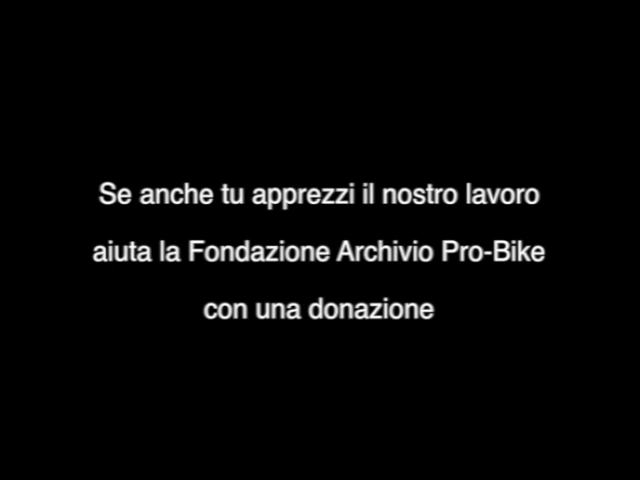 Se anche tu apprezzi il nostro lavoro
aiuta la Fondazione Archivio Pro-Bike
con una donazione